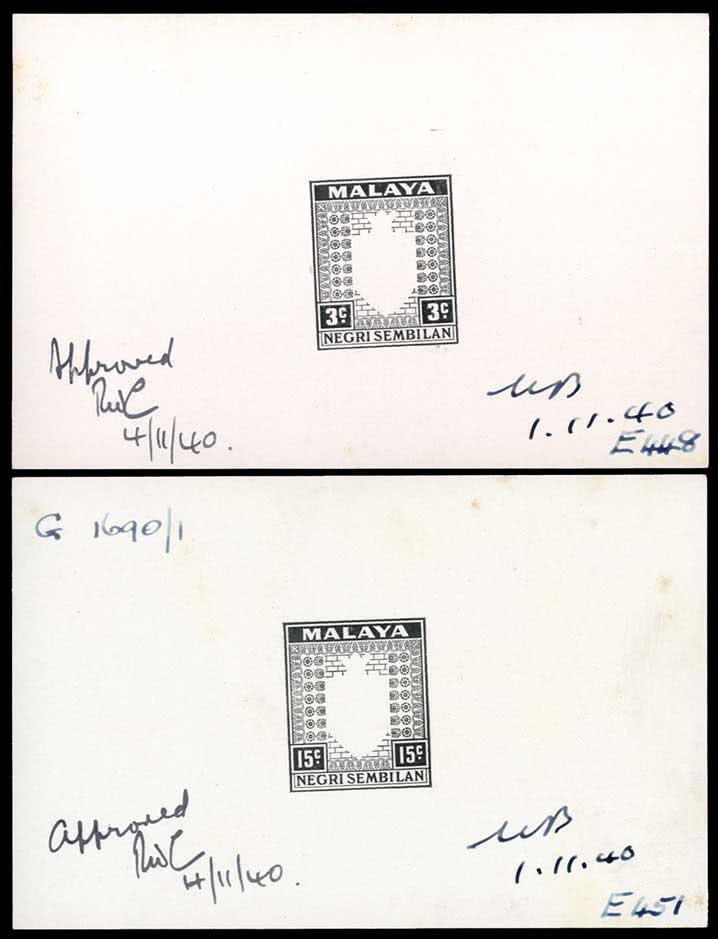 MALAYA
3c. 3c.
NEGRI SEMBILAN
Approved
4/11/40.
1.11.40
E448
G 1690/1
MALAYA
15c. 15c.
NEGRI SEMBILAN
Approved
4/11/40.
1.11.40
E451